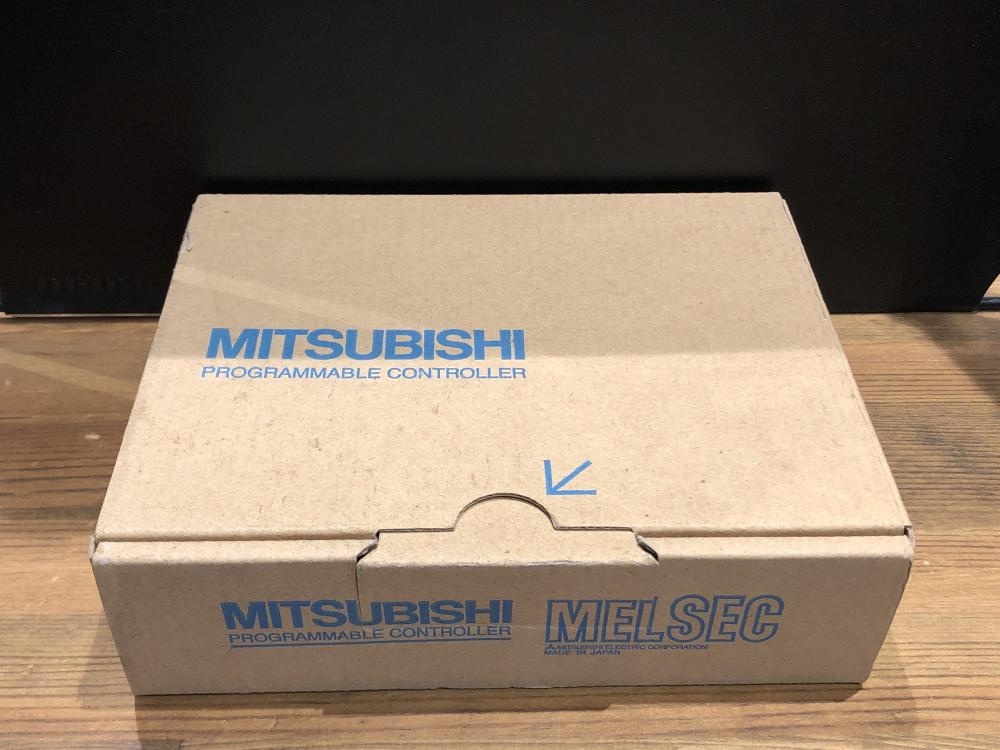 MITSUBISHI
PROGRAMMABLE CONTROLLER
MITSUBISHI
PROGRAMMABLE CONTROLLER
MELSEC
MITSUBISHI ELECTRIC CORPORATION
MADE IN JAPAN